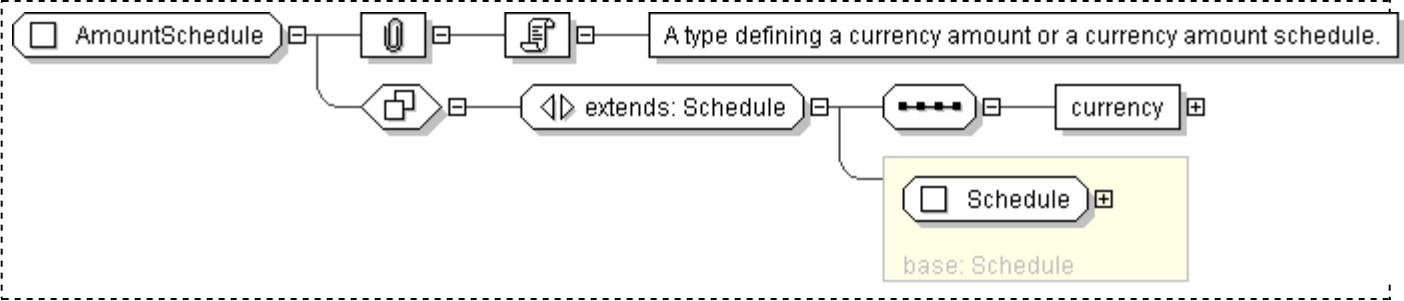 AmountSchedule
A type defining a currency amount or a currency amount schedule.
extends: Schedule
currency
Schedule
base: Schedule